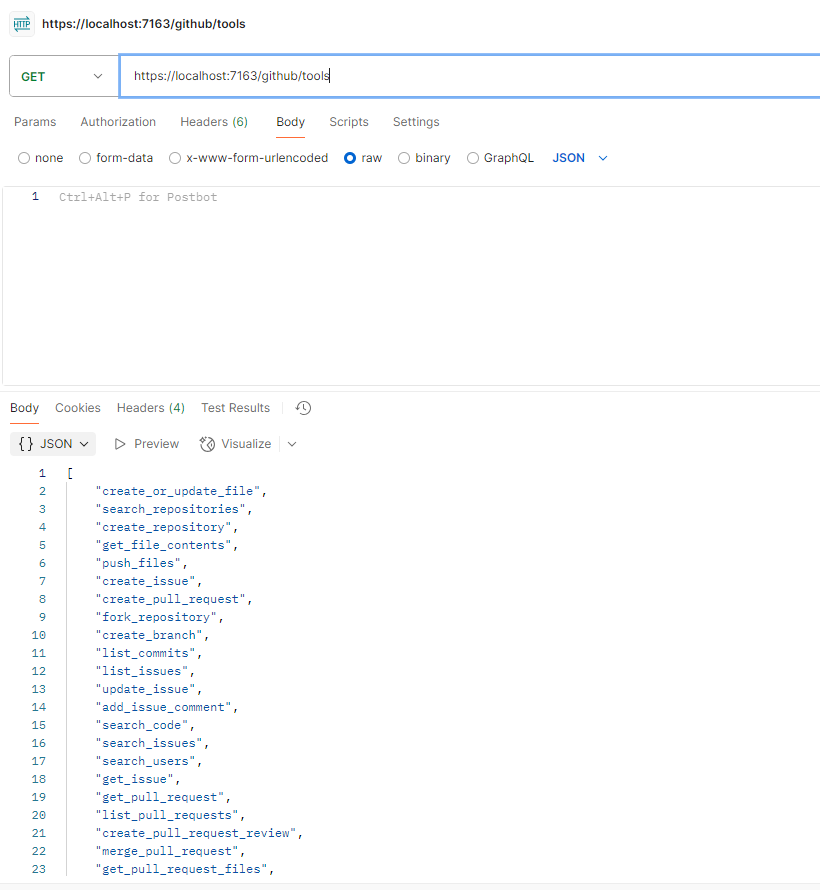 HTTP https://localhost:7163/github/tools
GET https://localhost:7163/github/tools
Params Authorization Headers (6) Body Scripts Settings
none form-data x-www-form-urlencoded raw binary GraphQL JSON
1 Ctrl+Alt+P for Postbot
Body Cookies Headers (4) Test Results
{} JSON Preview Visualize
1 [
2 "create_or_update_file",
3 "search_repositories",
4 "create_repository",
5 "get_file_contents",
6 "push_files",
7 "create_issue",
8 "create_pull_request",
9 "fork_repository",
10 "create_branch",
11 "list_commits",
12 "list_issues",
13 "update_issue",
14 "add_issue_comment",
15 "search_code",
16 "search_issues",
17 "search_users",
18 "get_issue",
19 "get_pull_request",
20 "list_pull_requests",
21 "create_pull_request_review",
22 "merge_pull_request",
23 "get_pull_request_files",